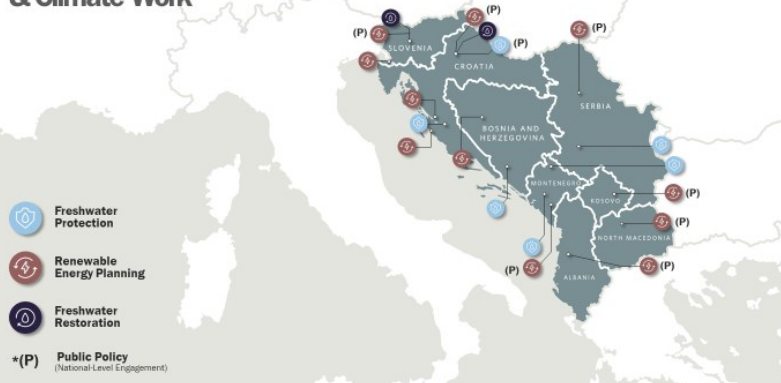 & Climate Work
(P)
(P)
(P)
(P)
SLOVENIA
CROATIA
SERBIA
BOSNIA AND
HERZEGOVINA
MONTENEGRO
KOSOVO
(P)
(P)
NORTH MACEDONIA
(P)
(P)
ALBANIA
Freshwater
Protection
Renewable
Energy Planning
Freshwater
Restoration
*(P) Public Policy
(National-Level Engagement)